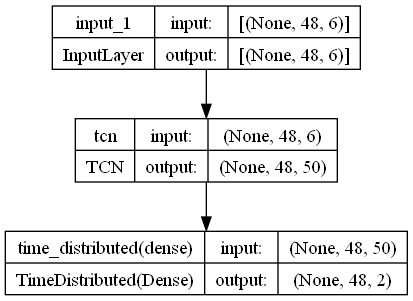 input_1 input: [(None, 48, 6)]
InputLayer output: [(None, 48, 6)]
tcn input: (None, 48, 6)
TCN output: (None, 48, 50)
time_distributed(dense) input: (None, 48, 50)
TimeDistributed(Dense) output: (None, 48, 2)